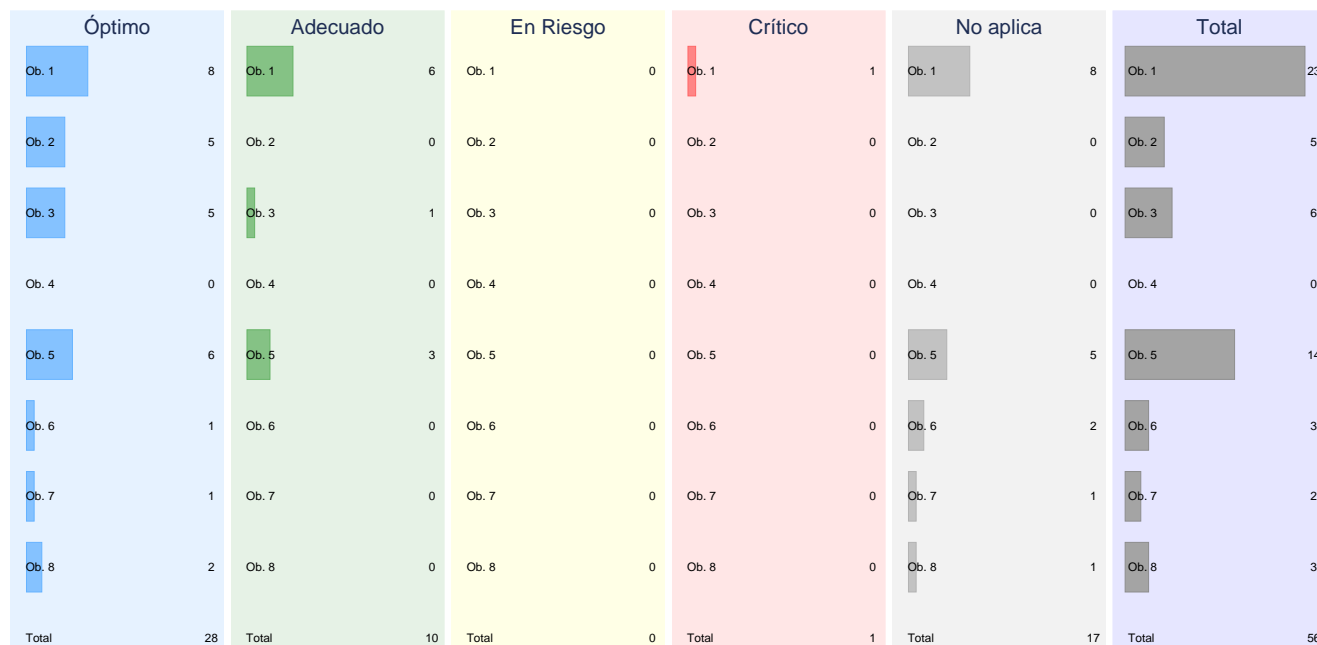 Óptimo Adecuado En Riesgo Crítico No aplica Total
Ob. 1 8 Ob. 1 6 Ob. 1 0 Ob. 1 1 Ob. 1 8 Ob. 1 23
Ob. 2 5 Ob. 2 0 Ob. 2 0 Ob. 2 0 Ob. 2 0 Ob. 2 5
Ob. 3 5 Ob. 3 1 Ob. 3 0 Ob. 3 0 Ob. 3 0 Ob. 3 6
Ob. 4 0 Ob. 4 0 Ob. 4 0 Ob. 4 0 Ob. 4 0 Ob. 4 0
Ob. 5 6 Ob. 5 3 Ob. 5 0 Ob. 5 0 Ob. 5 5 Ob. 5 14
Ob. 6 1 Ob. 6 0 Ob. 6 0 Ob. 6 0 Ob. 6 2 Ob. 6 3
Ob. 7 1 Ob. 7 0 Ob. 7 0 Ob. 7 0 Ob. 7 1 Ob. 7 2
Ob. 8 2 Ob. 8 0 Ob. 8 0 Ob. 8 0 Ob. 8 1 Ob. 8 3
Total 28 Total 10 Total 0 Total 1 Total 17 Total 56